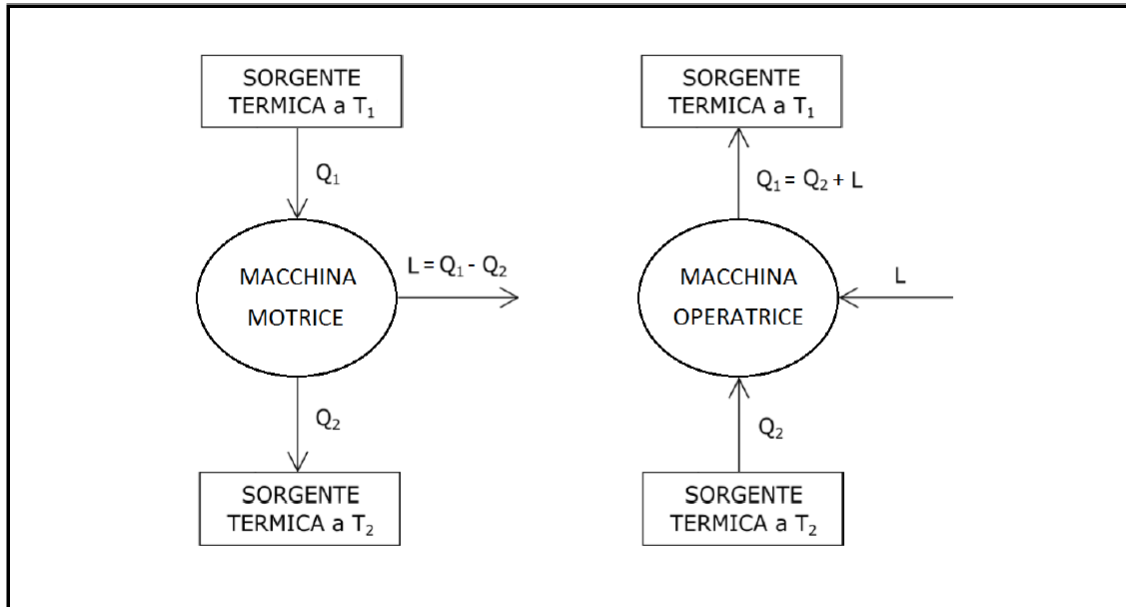 SORGENTE
TERMICA a T₁
Q₁
MACCHINA
MOTRICE
L = Q₁ - Q₂
Q₂
SORGENTE
TERMICA a T₂
SORGENTE
TERMICA a T₁
Q₁ = Q₂ + L
MACCHINA
OPERATRICE
L
Q₂
SORGENTE
TERMICA a T₂